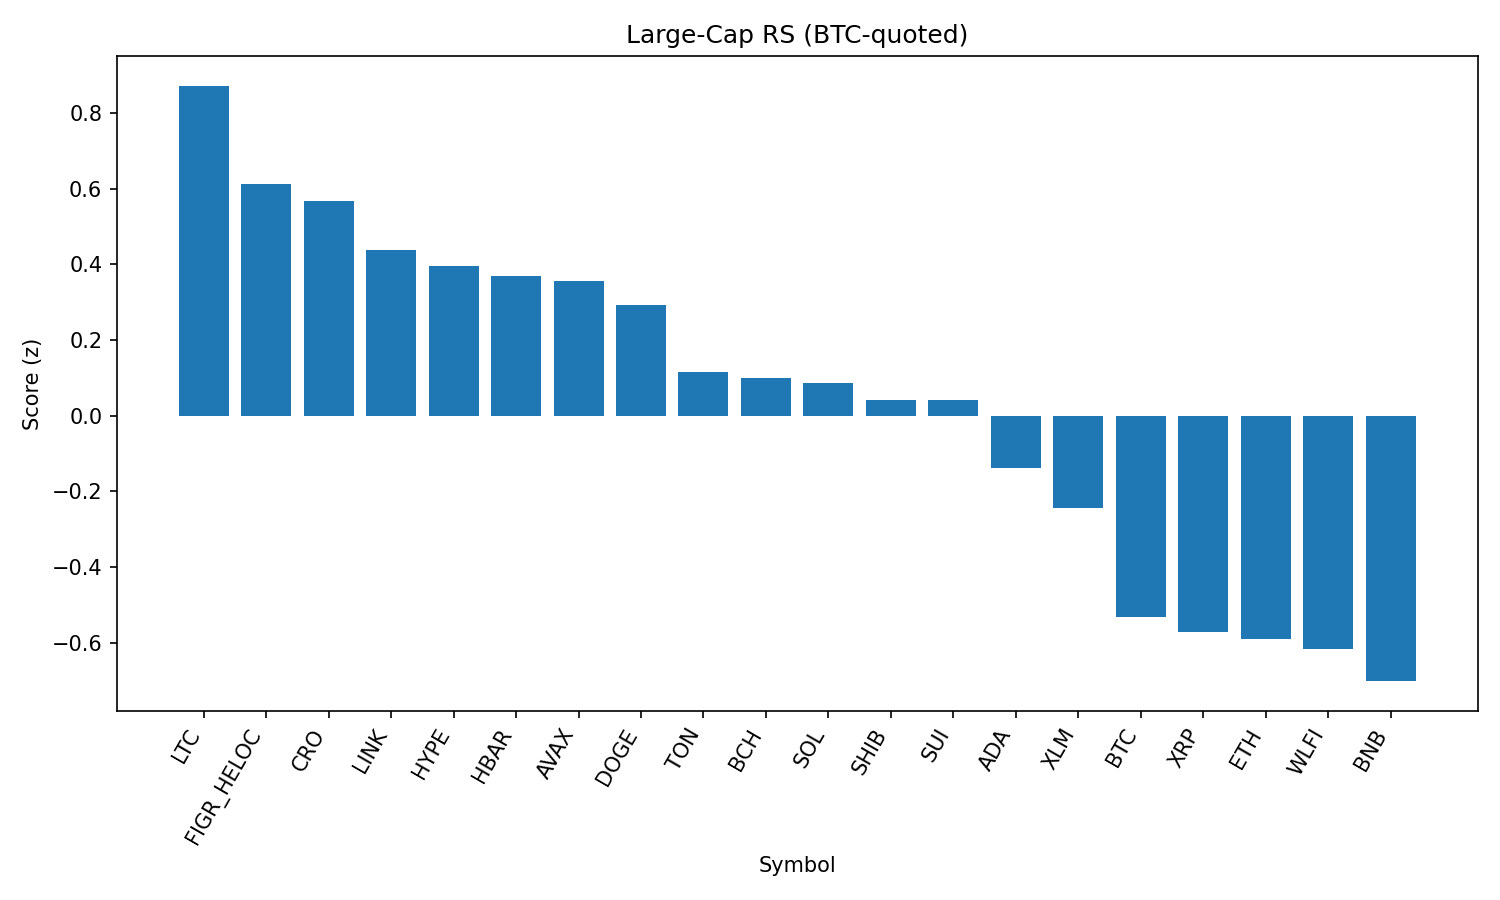 Large-Cap RS (BTC-quoted)
Score (z)
0.8
0.6
0.4
0.2
0.0
−0.2
−0.4
−0.6
LTC
FIGR_HELOC
CRO
LINK
HYPE
HBAR
AVAX
DOGE
TON
BCH
SOL
SHIB
SUI
ADA
XLM
BTC
XRP
ETH
WLFI
BNB
Symbol